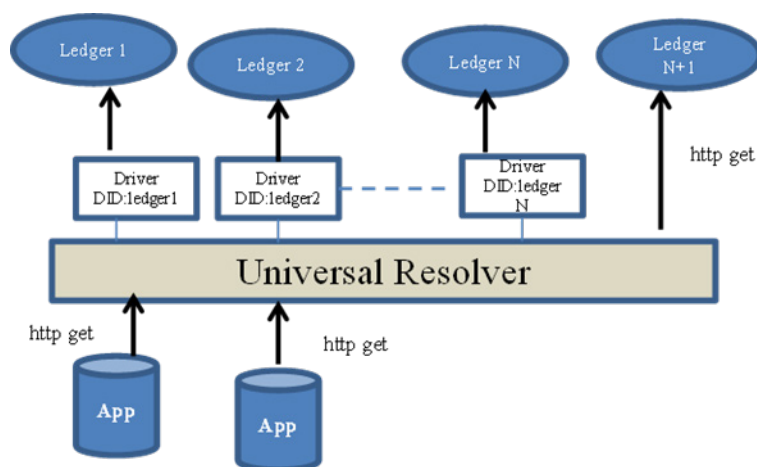 Ledger 1
Ledger 2
Ledger N
Ledger
N+1
http get
Driver
DID:ledger1
Driver
DID:ledger2
Driver
DID:ledger
N
Universal Resolver
http get
http get
App
App